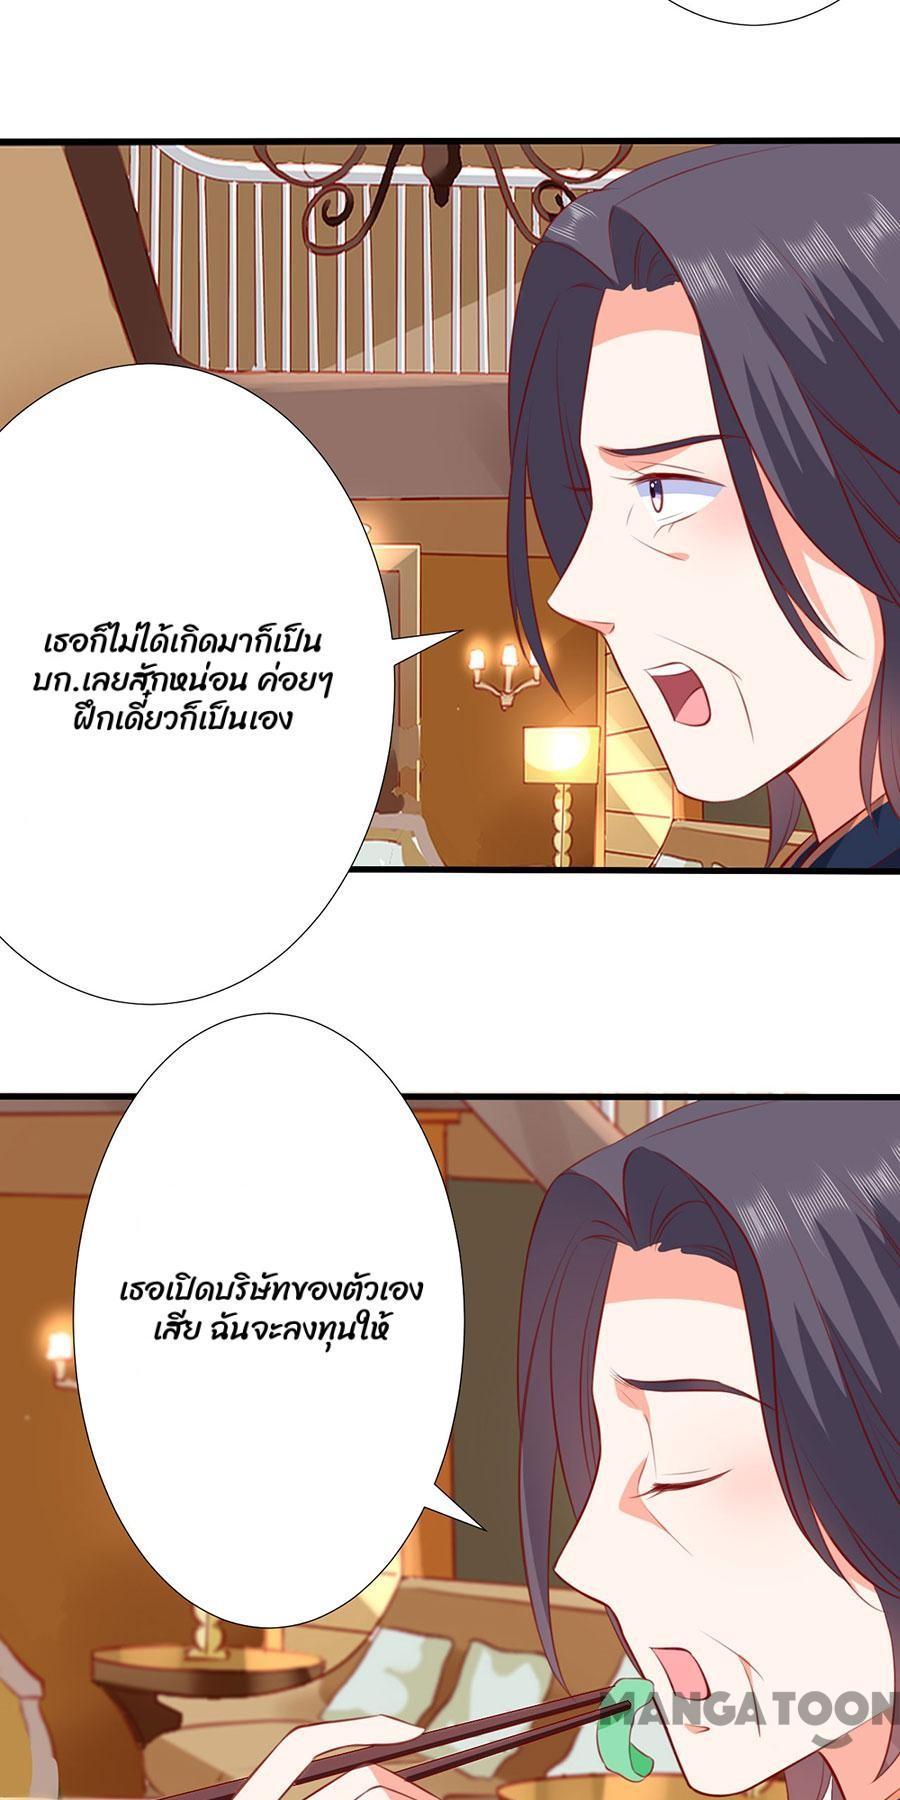 เธอก็ไม่ได้เกิดมาก็เป็น
บก.เลยสักหน่อน ค่อยๆ
ฝึกเดี๋ยวก็เป็นเอง
เธอเปิดบริษัทของตัวเอง
เสีย ฉันจะลงทุนให้
MANGATOON